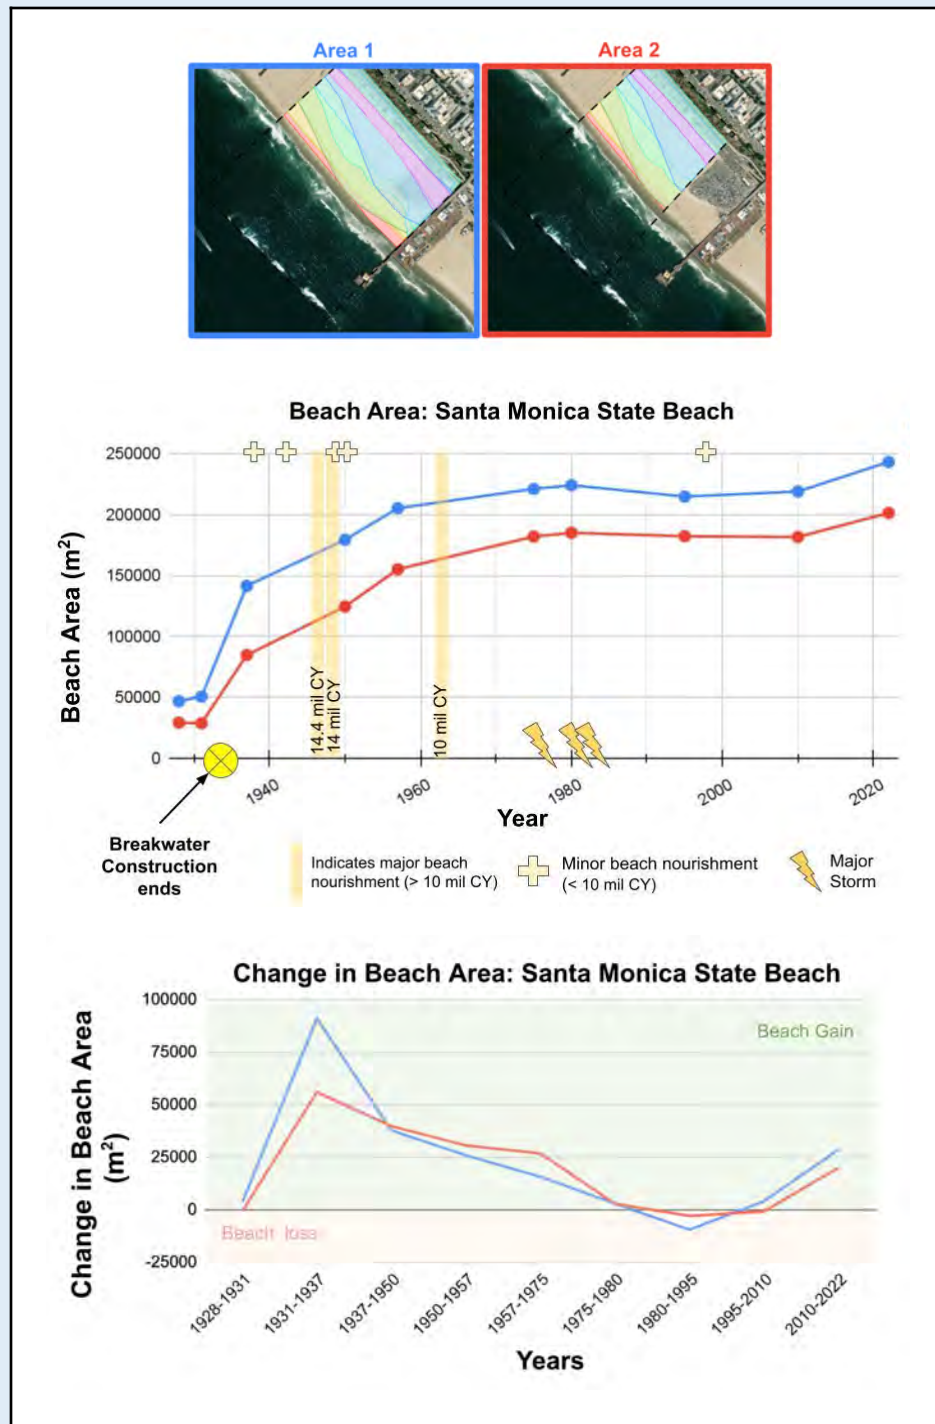 Area 1
Area 2
Beach Area: Santa Monica State Beach
Beach Area (m²)
250000
200000
150000
100000
50000
0
14.4 mil CY
14 mil CY
10 mil CY
1940
1960
1980
2000
2020
Year
Breakwater
Construction
ends
Indicates major beach
nourishment (> 10 mil CY)
Minor beach nourishment
(< 10 mil CY)
Major
Storm
Change in Beach Area: Santa Monica State Beach
Change in Beach Area
(m²)
100000
75000
50000
25000
0
-25000
Beach Gain
Beach loss
1928-1931
1931-1937
1937-1950
1950-1957
1957-1975
1975-1980
1980-1995
1995-2010
2010-2022
Years